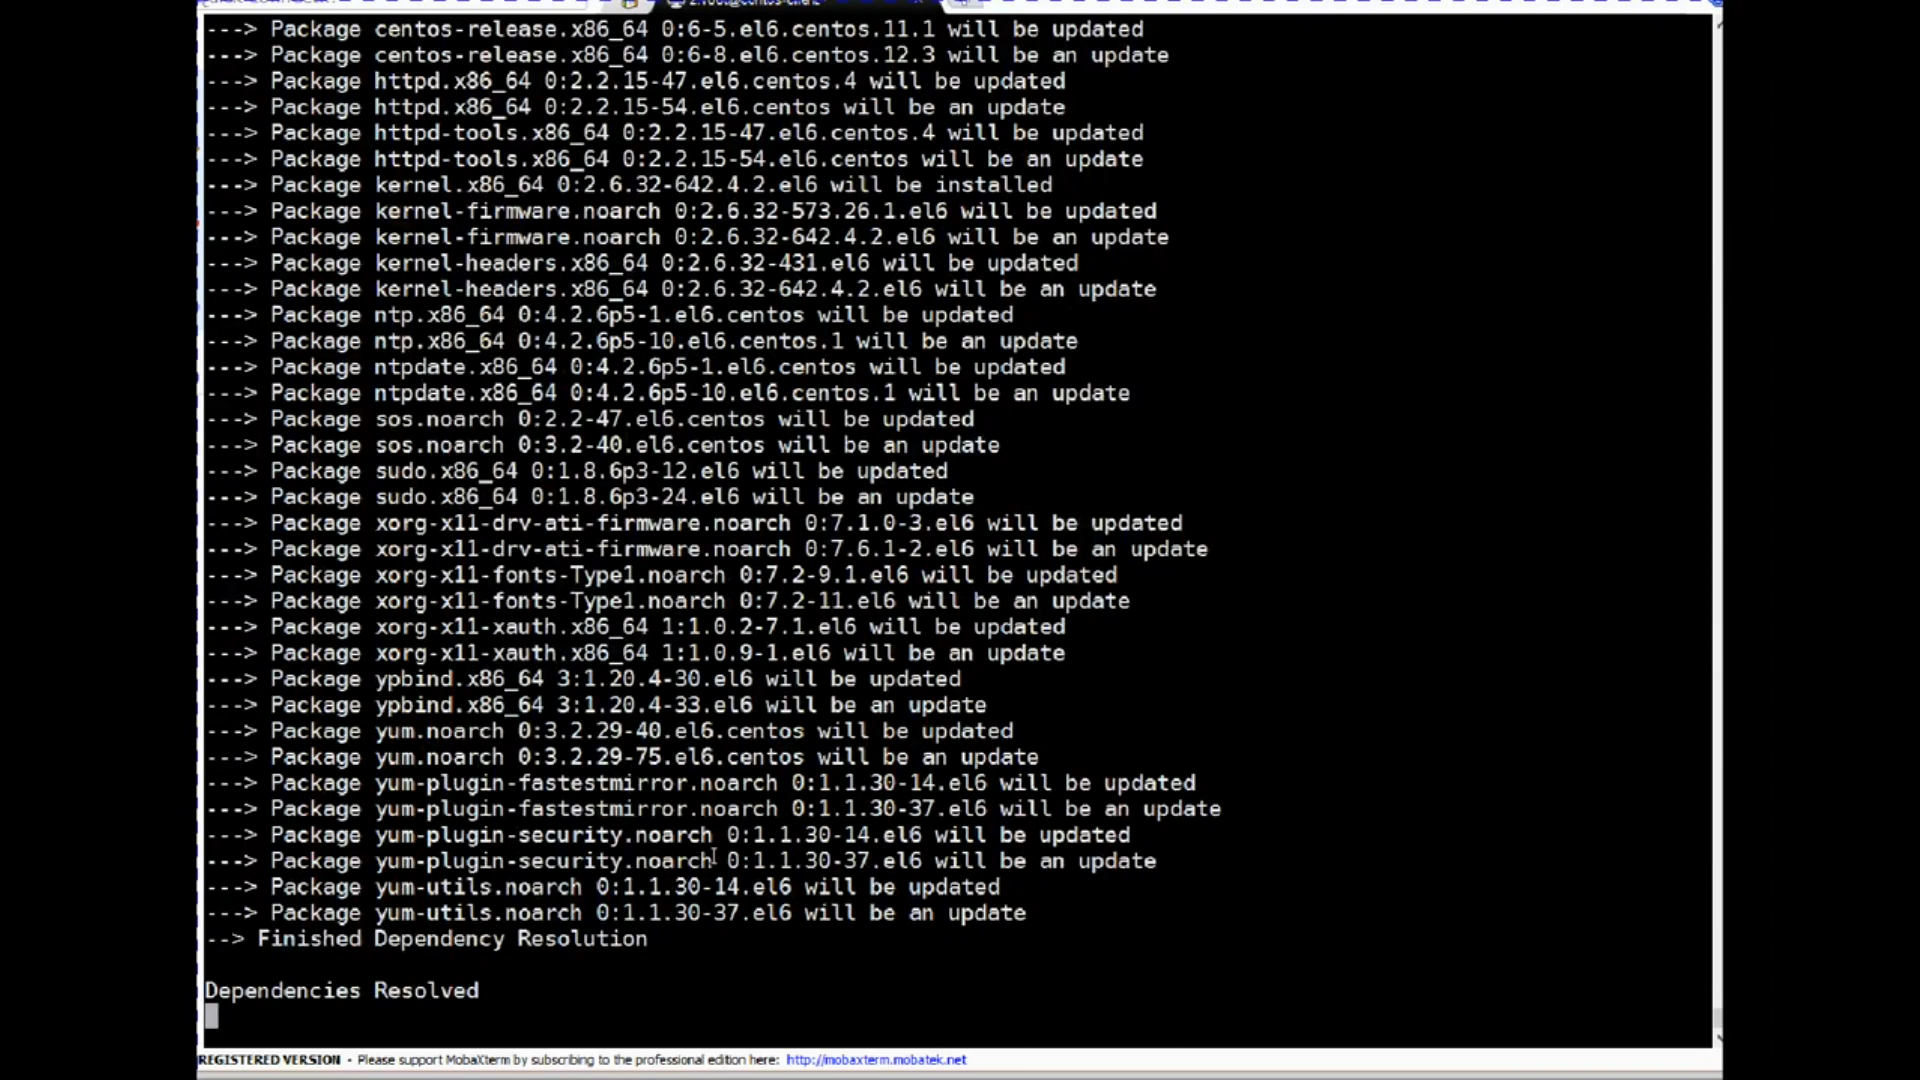 ---> Package centos-release.x86_64 0:6-5.el6.centos.11.1 will be updated
---> Package centos-release.x86_64 0:6-8.el6.centos.12.3 will be an update
---> Package httpd.x86_64 0:2.2.15-47.el6.centos.4 will be updated
---> Package httpd.x86_64 0:2.2.15-54.el6.centos will be an update
---> Package httpd-tools.x86_64 0:2.2.15-47.el6.centos.4 will be updated
---> Package httpd-tools.x86_64 0:2.2.15-54.el6.centos will be an update
---> Package kernel.x86_64 0:2.6.32-642.4.2.el6 will be installed
---> Package kernel-firmware.noarch 0:2.6.32-573.26.1.el6 will be updated
---> Package kernel-firmware.noarch 0:2.6.32-642.4.2.el6 will be an update
---> Package kernel-headers.x86_64 0:2.6.32-431.el6 will be updated
---> Package kernel-headers.x86_64 0:2.6.32-642.4.2.el6 will be an update
---> Package ntp.x86_64 0:4.2.6p5-1.el6.centos will be updated
---> Package ntp.x86_64 0:4.2.6p5-10.el6.centos.1 will be an update
---> Package ntpdate.x86_64 0:4.2.6p5-1.el6.centos will be updated
---> Package ntpdate.x86_64 0:4.2.6p5-10.el6.centos.1 will be an update
---> Package sos.noarch 0:2.2-47.el6.centos will be updated
---> Package sos.noarch 0:3.2-40.el6.centos will be an update
---> Package sudo.x86_64 0:1.8.6p3-12.el6 will be updated
---> Package sudo.x86_64 0:1.8.6p3-24.el6 will be an update
---> Package xorg-x11-drv-ati-firmware.noarch 0:7.1.0-3.el6 will be updated
---> Package xorg-x11-drv-ati-firmware.noarch 0:7.6.1-2.el6 will be an update
---> Package xorg-x11-fonts-Type1.noarch 0:7.2-9.1.el6 will be updated
---> Package xorg-x11-fonts-Type1.noarch 0:7.2-11.el6 will be an update
---> Package xorg-x11-xauth.x86_64 1:1.0.2-7.1.el6 will be updated
---> Package xorg-x11-xauth.x86_64 1:1.0.9-1.el6 will be an update
---> Package ypbind.x86_64 3:1.20.4-30.el6 will be updated
---> Package ypbind.x86_64 3:1.20.4-33.el6 will be an update
---> Package yum.noarch 0:3.2.29-40.el6.centos will be updated
---> Package yum.noarch 0:3.2.29-75.el6.centos will be an update
---> Package yum-plugin-fastestmirror.noarch 0:1.1.30-14.el6 will be updated
---> Package yum-plugin-fastestmirror.noarch 0:1.1.30-37.el6 will be an update
---> Package yum-plugin-security.noarch 0:1.1.30-14.el6 will be updated
---> Package yum-plugin-security.noarch 0:1.1.30-37.el6 will be an update
---> Package yum-utils.noarch 0:1.1.30-14.el6 will be updated
---> Package yum-utils.noarch 0:1.1.30-37.el6 will be an update
--> Finished Dependency Resolution
Dependencies Resolved
REGISTERED VERSION - Please support MobaXterm by subscribing to the professional edition here: http://mobaxterm.mobatek.net